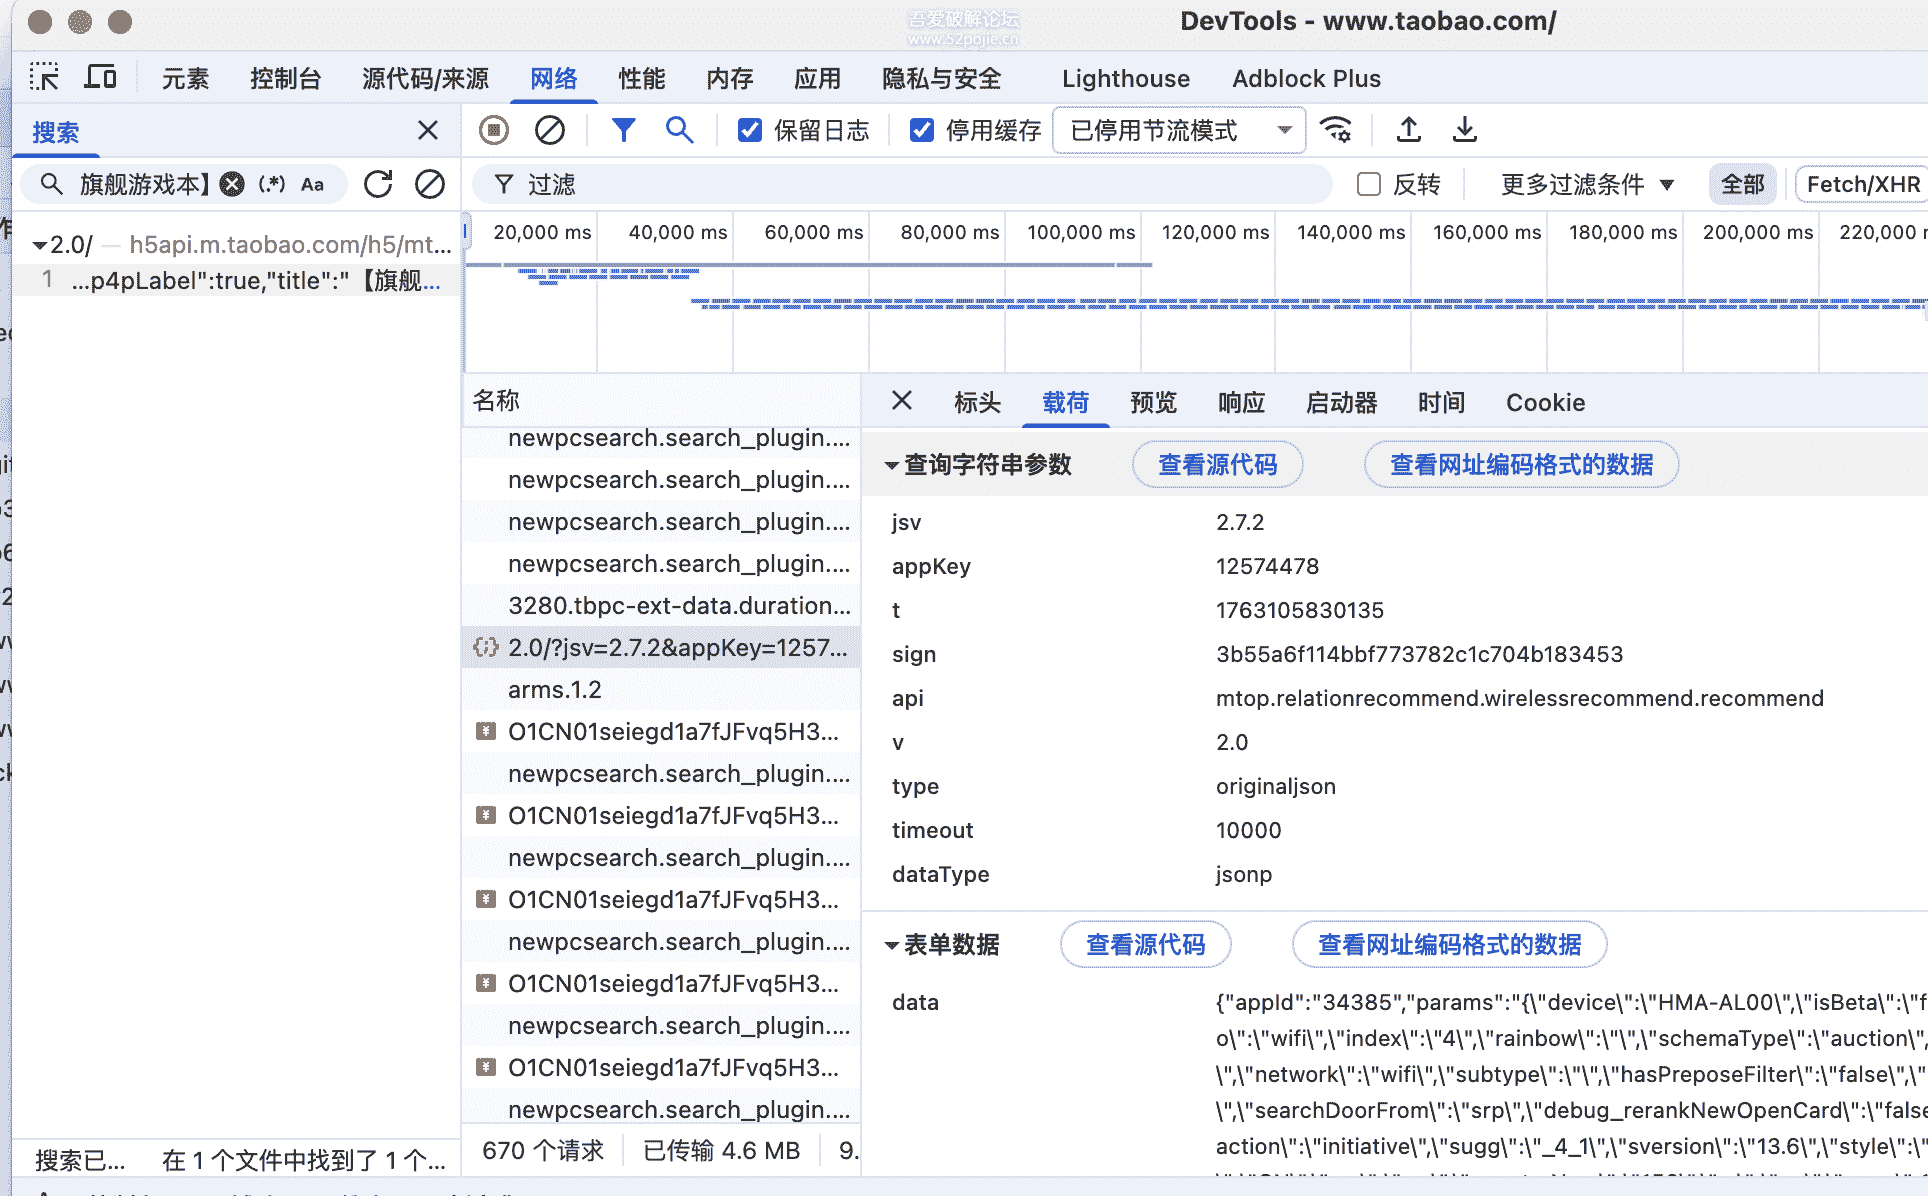 吾爱破解论坛
www.52pojie.cn
DevTools - www.taobao.com/
元素 控制台 源代码/来源 网络 性能 内存 应用 隐私与安全 Lighthouse Adblock Plus
搜索
保留日志 停用缓存 已停用节流模式
旗舰游戏本】 (.*) Aa
过滤 反转 更多过滤条件 全部 Fetch/XHR
2.0/ — h5api.m.taobao.com/h5/mt...
1 ...p4pLabel":true,"title":"【旗舰...
20,000 ms 40,000 ms 60,000 ms 80,000 ms 100,000 ms 120,000 ms 140,000 ms 160,000 ms 180,000 ms 200,000 ms 220,000
名称
newpcsearch.search_plugin....
newpcsearch.search_plugin....
newpcsearch.search_plugin....
newpcsearch.search_plugin....
3280.tbpc-ext-data.duration...
2.0/?jsv=2.7.2&appKey=1257...
arms.1.2
O1CN01seiegd1a7fJFvq5H3...
newpcsearch.search_plugin....
O1CN01seiegd1a7fJFvq5H3...
newpcsearch.search_plugin....
O1CN01seiegd1a7fJFvq5H3...
newpcsearch.search_plugin....
O1CN01seiegd1a7fJFvq5H3...
newpcsearch.search_plugin....
O1CN01seiegd1a7fJFvq5H3...
newpcsearch.search_plugin....
标头 载荷 预览 响应 启动器 时间 Cookie
查询字符串参数 查看源代码 查看网址编码格式的数据
jsv 2.7.2
appKey 12574478
t 1763105830135
sign 3b55a6f114bbf773782c1c704b183453
api mtop.relationrecommend.wirelessrecommend.recommend
v 2.0
type originaljson
timeout 10000
dataType jsonp
表单数据 查看源代码 查看网址编码格式的数据
data {"appId":"34385","params":"{\"device\":\"HMA-AL00\",\"isBeta\":\"f
o\":\"wifi\",\"index\":\"4\",\"rainbow\":\"\",\"schemaType\":\"auction\",
\",\"network\":\"wifi\",\"subtype\":\"\",\"hasPreposeFilter\":\"false\",\"
\",\"searchDoorFrom\":\"srp\",\"debug_rerankNewOpenCard\":\"false
action\":\"initiative\",\"sugg\":\"_4_1\",\"sversion\":\"13.6\",\"style\":\"
搜索已... 在 1 个文件中找到了 1 个...
670 个请求 已传输 4.6 MB 9.